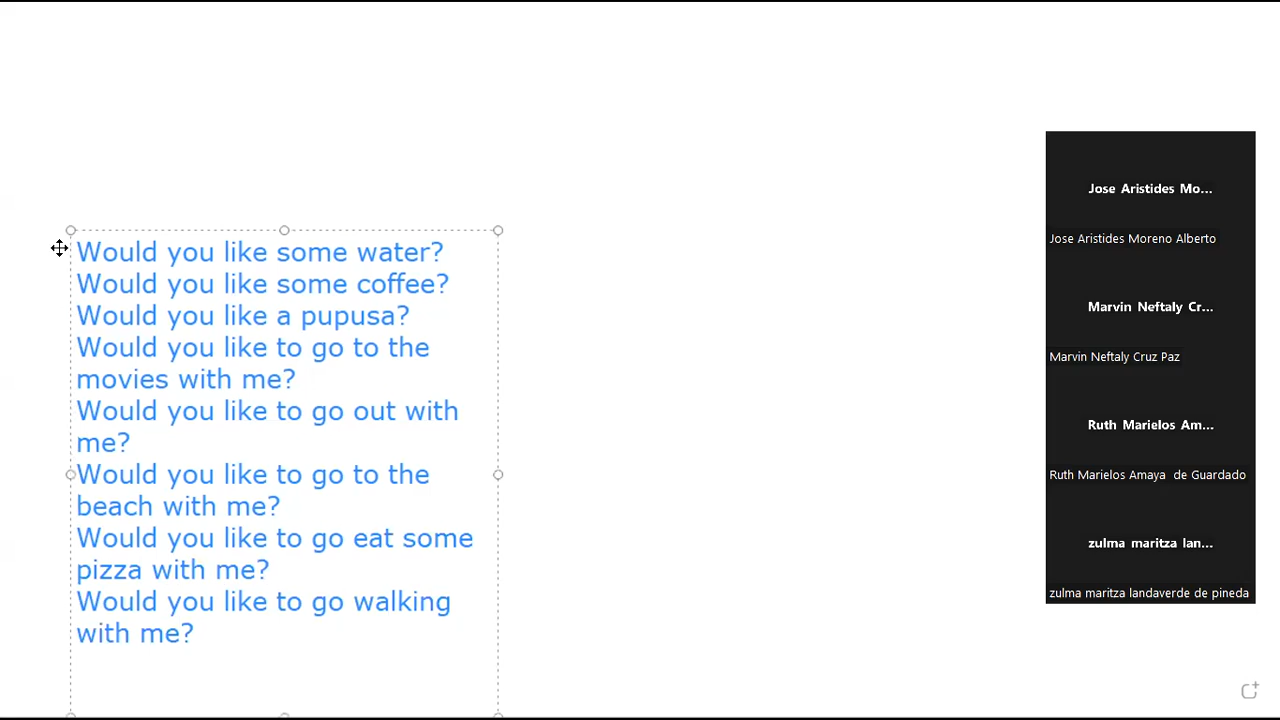 Would you like some water?
Would you like some coffee?
Would you like a pupusa?
Would you like to go to the
movies with me?
Would you like to go out with
me?
Would you like to go to the
beach with me?
Would you like to go eat some
pizza with me?
Would you like to go walking
with me?
Jose Aristides Mo...
Jose Aristides Moreno Alberto
Marvin Neftaly Cr...
Marvin Neftaly Cruz Paz
Ruth Marielos Am...
Ruth Marielos Amaya de Guardado
zulma maritza lan...
zulma maritza landaverde de pineda